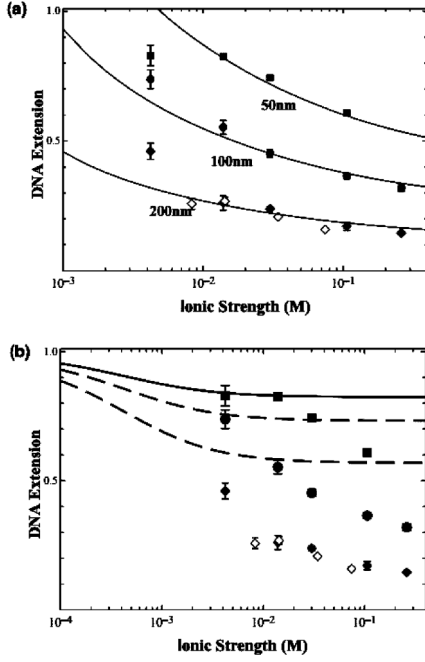 (a)
1.0
0.5
DNA Extension
50nm
100nm
200nm
10⁻³
10⁻²
10⁻¹
Ionic Strength (M)
(b)
1.0
0.5
DNA Extension
10⁻⁴
10⁻³
10⁻²
10⁻¹
Ionic Strength (M)